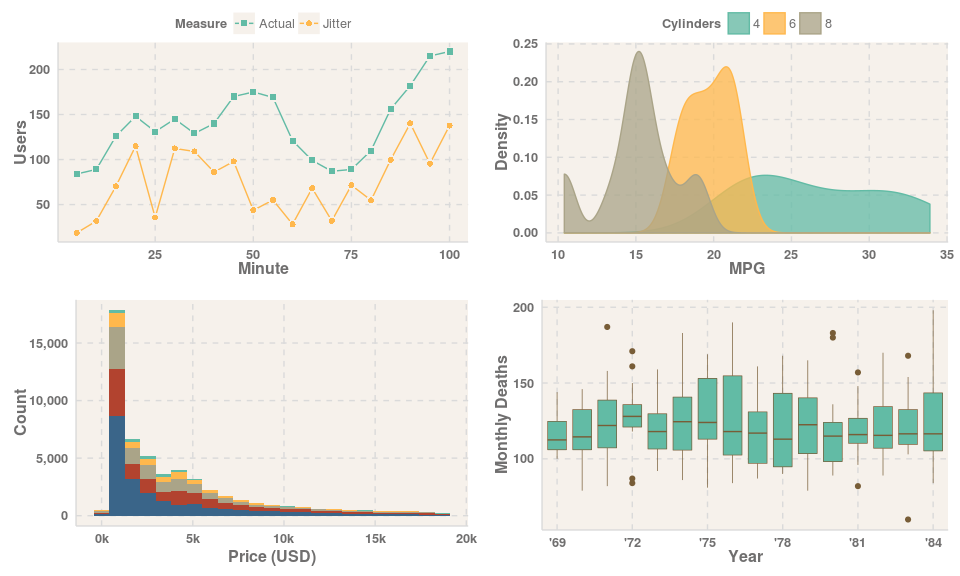 Measure Actual Jitter
200
150
100
50
Users
25 50 75 100
Minute
Cylinders 4 6 8
0.25
0.20
0.15
0.10
0.05
0.00
Density
10 15 20 25 30 35
MPG
15,000
10,000
5,000
0
Count
0k 5k 10k 15k 20k
Price (USD)
200
150
100
Monthly Deaths
'69 '72 '75 '78 '81 '84
Year